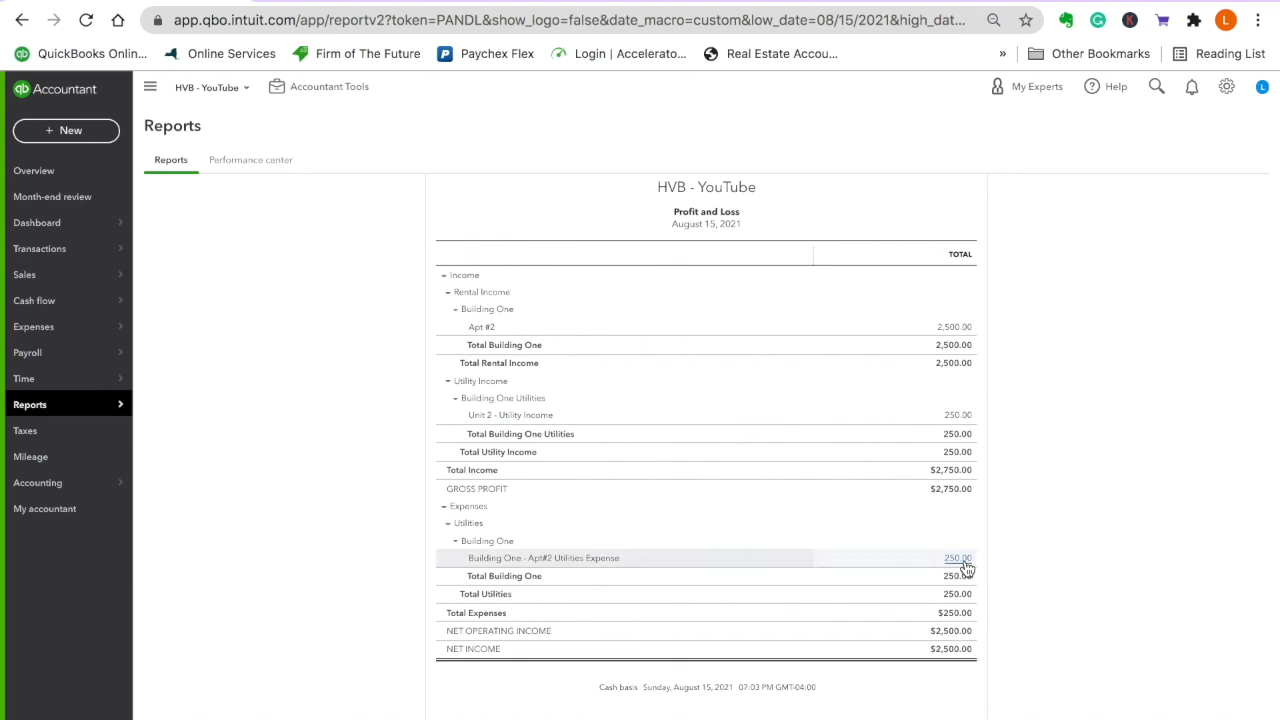 app.qbo.intuit.com/app/reportv2?token=PANDL&show_logo=false&date_macro=custom&low_date=08/15/2021&high_dat...
QuickBooks Onlin...
Online Services
Firm of The Future
Paychex Flex
Login | Accelerato...
Real Estate Accou...
»
Other Bookmarks
Reading List
qb Accountant
HVB - YouTube
Accountant Tools
My Experts
Help
L
+ New
Overview
Month-end review
Dashboard
Transactions
Sales
Cash flow
Expenses
Payroll
Time
Reports
Taxes
Mileage
Accounting
My accountant
Reports
Reports Performance center
HVB - YouTube
Profit and Loss
August 15, 2021
TOTAL
Income
Rental Income
Building One
Apt #2 2,500.00
Total Building One 2,500.00
Total Rental Income 2,500.00
Utility Income
Building One Utilities
Unit 2 - Utility Income 250.00
Total Building One Utilities 250.00
Total Utility Income 250.00
Total Income $2,750.00
GROSS PROFIT $2,750.00
Expenses
Utilities
Building One
Building One - Apt#2 Utilities Expense 250.00
Total Building One 250.00
Total Utilities 250.00
Total Expenses $250.00
NET OPERATING INCOME $2,500.00
NET INCOME $2,500.00
Cash basis Sunday, August 15, 2021 07:03 PM GMT-04:00